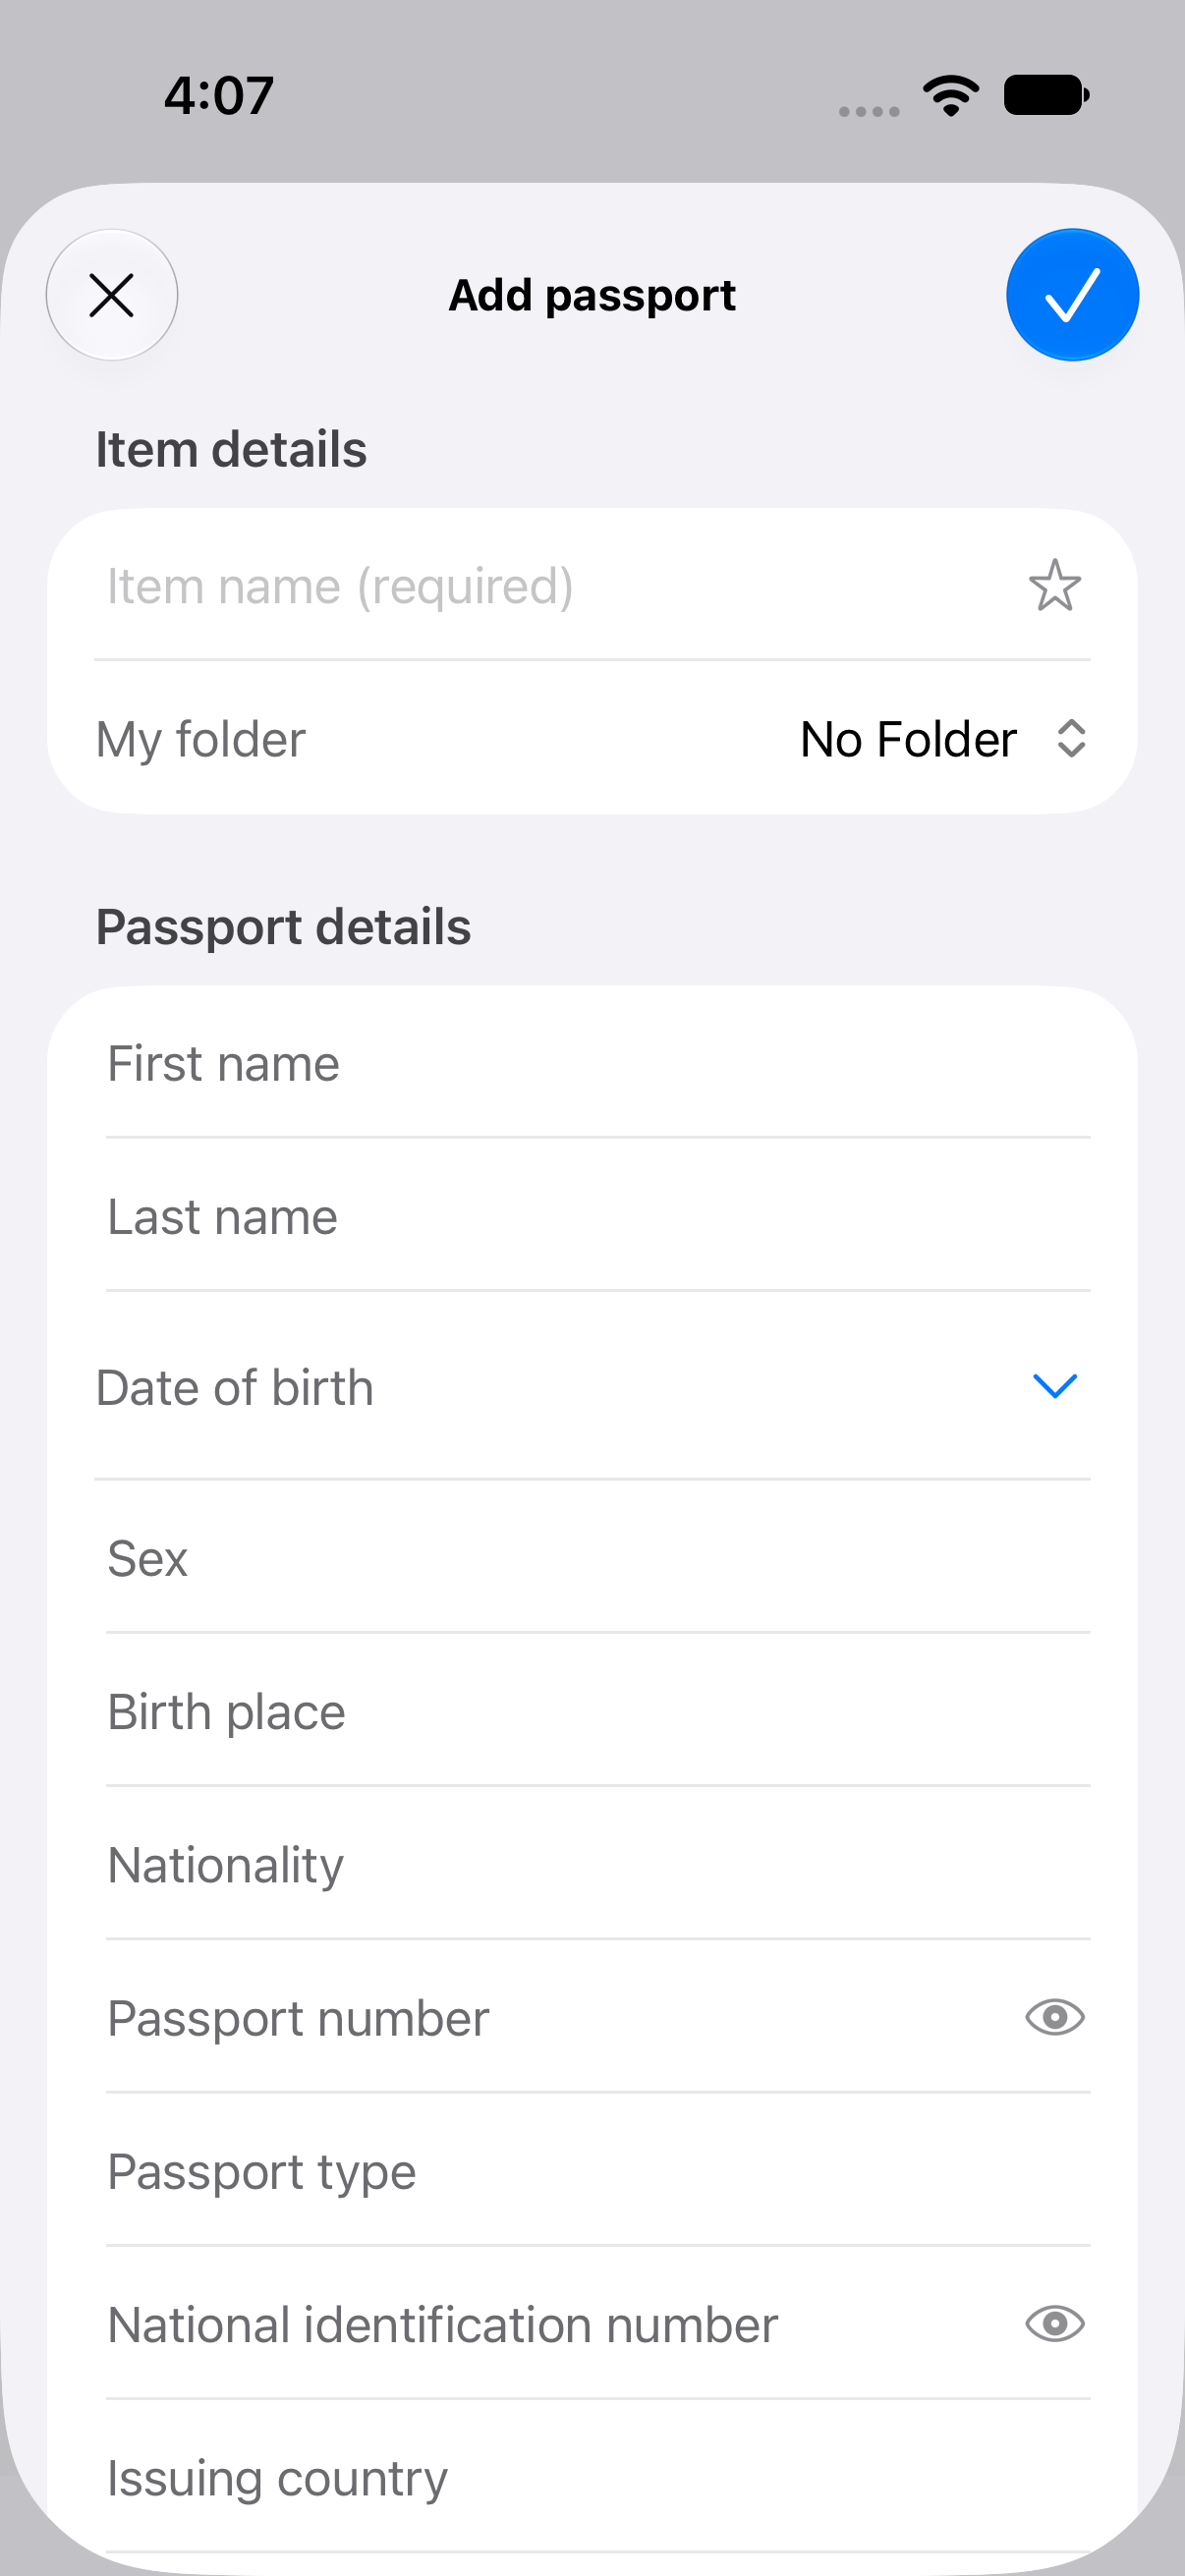 4:07
Add passport
Item details
Item name (required)
My folder No Folder
Passport details
First name
Last name
Date of birth
Sex
Birth place
Nationality
Passport number
Passport type
National identification number
Issuing country